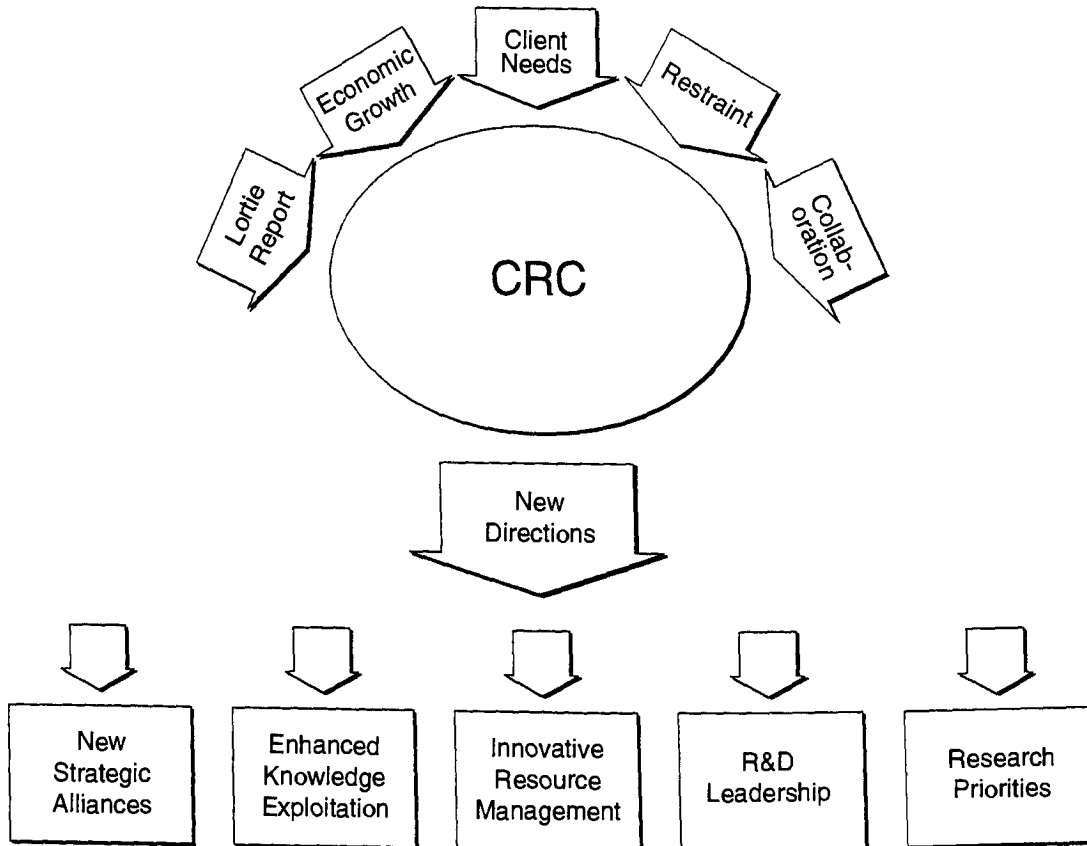 Lortie
Report
Economic
Growth
Client
Needs
Restraint
Collab-
oration
CRC
New
Directions
New
Strategic
Alliances
Enhanced
Knowledge
Exploitation
Innovative
Resource
Management
R&D
Leadership
Research
Priorities